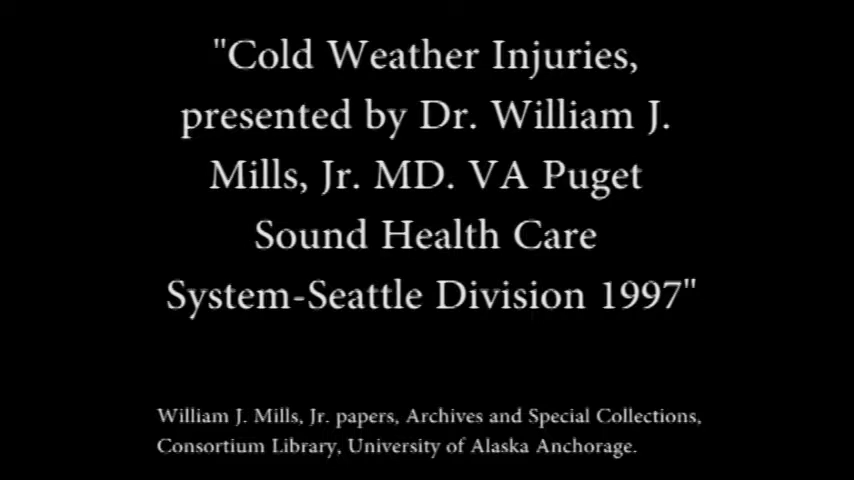 "Cold Weather Injuries,
presented by Dr. William J.
Mills, Jr. MD. VA Puget
Sound Health Care
System-Seattle Division 1997"
William J. Mills, Jr. papers, Archives and Special Collections,
Consortium Library, University of Alaska Anchorage.